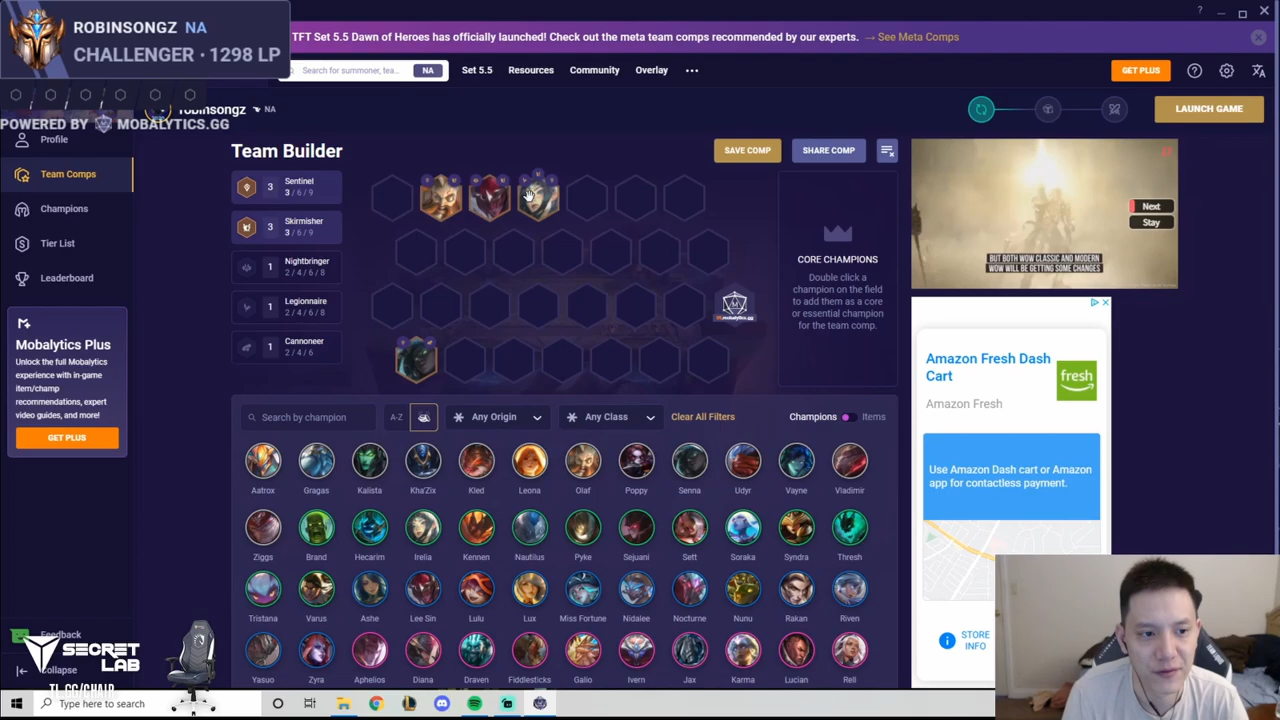 ROBINSONGZ NA
CHALLENGER · 1298 LP
POWERED BY MOBALYTICS.GG
TFT Set 5.5 Dawn of Heroes has officially launched! Check out the meta team comps recommended by our experts. → See Meta Comps
Search for summoner, tea... NA
Set 5.5 Resources Community Overlay
GET PLUS
robinsongz NA
LAUNCH GAME
Profile
Team Comps
Champions
Tier List
Leaderboard
Mobalytics Plus
Unlock the full Mobalytics
experience with in-game
item/champ
recommendations, expert
video guides, and more!
GET PLUS
Feedback
Collapse
SECRET
LAB
Team Builder
SAVE COMP SHARE COMP
3 Sentinel
3 / 6 / 9
3 Skirmisher
3 / 6 / 9
1 Nightbringer
2 / 4 / 6 / 8
1 Legionnaire
2 / 4 / 6 / 8
1 Cannoneer
2 / 4 / 6
CORE CHAMPIONS
Double click a
champion on the field
to add them as a core
or essential champion
for the team comp.
Search by champion A-Z Any Origin Any Class Clear All Filters Champions Items
Aatrox Gragas Kalista Kha'Zix Kled Leona Olaf Poppy Senna Udyr Vayne Vladimir
Ziggs Brand Hecarim Irelia Kennen Nautilus Pyke Sejuani Sett Soraka Syndra Thresh
Tristana Varus Ashe Lee Sin Lulu Lux Miss Fortune Nidalee Nocturne Nunu Rakan Riven
Yasuo Zyra Aphelios Diana Draven Fiddlesticks Galio Ivern Jax Karma Lucian Rell
Next
Stay
BUT BOTH WOW CLASSIC AND MODERN
WOW WILL BE GETTING SOME CHANGES
Amazon Fresh Dash
Cart
fresh
Amazon Fresh
Use Amazon Dash cart or Amazon
app for contactless payment.
STORE
INFO
Type here to search